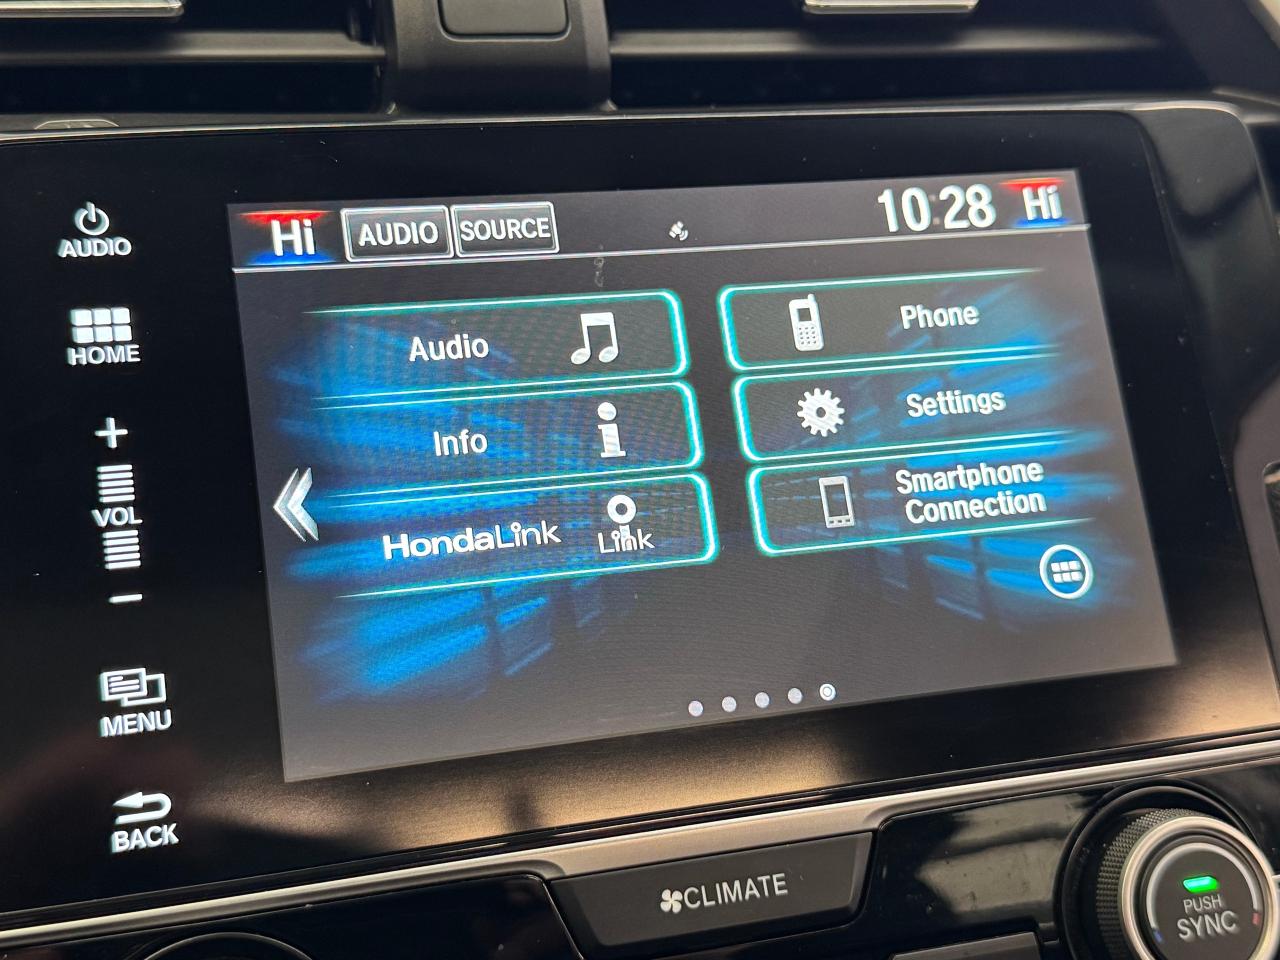 Hi AUDIO SOURCE 10:28 Hi
AUDIO
HOME
+
VOL
−
MENU
BACK
Audio
Phone
Info
Settings
HondaLink
Link
Smartphone
Connection
CLIMATE
PUSH
SYNC